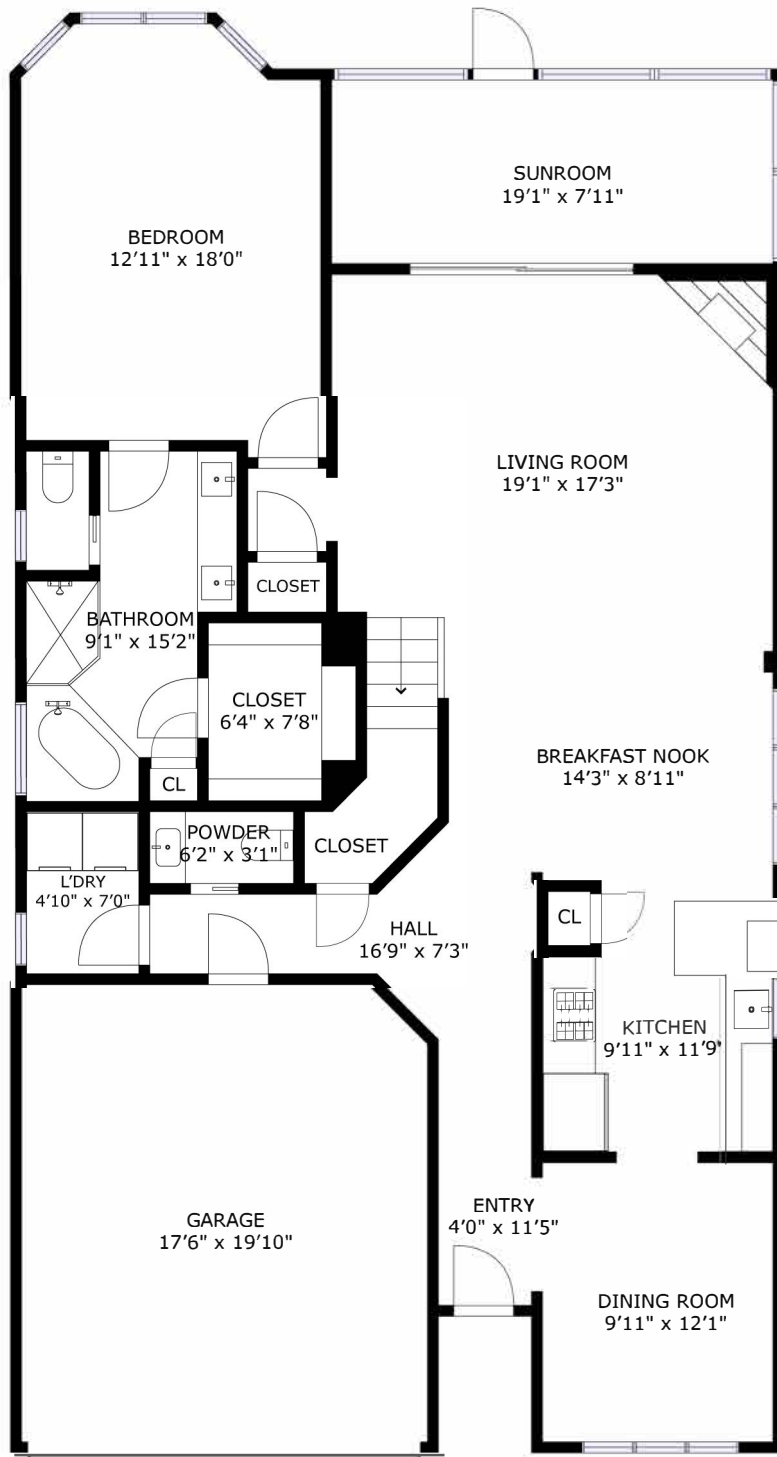 SUNROOM
19'1" x 7'11"
BEDROOM
12'11" x 18'0"
LIVING ROOM
19'1" x 17'3"
CLOSET
BATHROOM
9'1" x 15'2"
CLOSET
6'4" x 7'8"
BREAKFAST NOOK
14'3" x 8'11"
CL
POWDER
6'2" x 3'1"
CLOSET
L'DRY
4'10" x 7'0"
CL
HALL
16'9" x 7'3"
KITCHEN
9'11" x 11'9"
ENTRY
4'0" x 11'5"
GARAGE
17'6" x 19'10"
DINING ROOM
9'11" x 12'1"